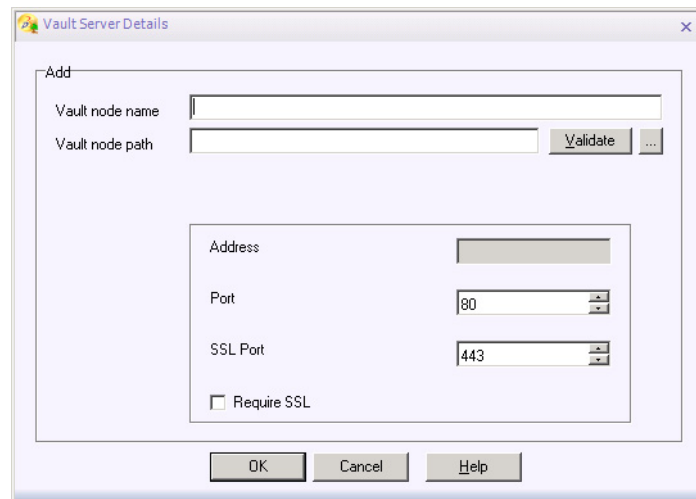 Vault Server Details
Add
Vault node name
Vault node path
Validate
...
Address
Port
80
SSL Port
443
Require SSL
OK
Cancel
Help